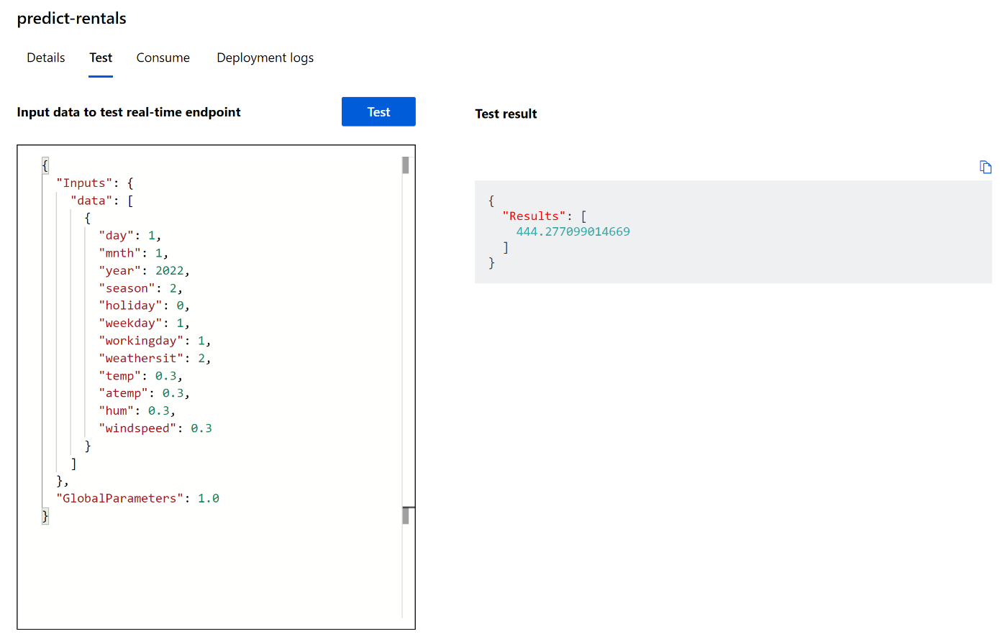 predict-rentals
Details Test Consume Deployment logs
Input data to test real-time endpoint
Test
{
"Inputs": {
"data": [
{
"day": 1,
"mnth": 1,
"year": 2022,
"season": 2,
"holiday": 0,
"weekday": 1,
"workingday": 1,
"weathersit": 2,
"temp": 0.3,
"atemp": 0.3,
"hum": 0.3,
"windspeed": 0.3
}
]
},
"GlobalParameters": 1.0
}
Test result
{
"Results": [
444.277099014669
]
}